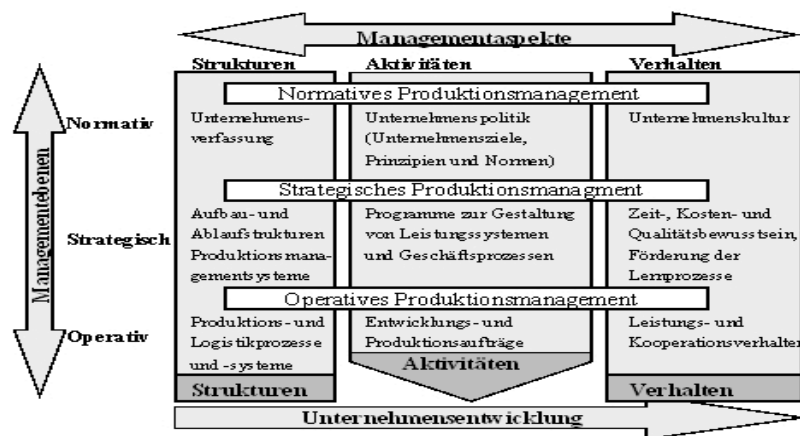 Managementaspekte
Strukturen Aktivitäten Verhalten
Normatives Produktionsmanagement
Managementebenen
Normativ
Unternehmens-
verfassung
Unternehmenspolitik
(Unternehmensziele,
Prinzipien und Normen)
Unternehmenskultur
Strategisches Produktionsmanagment
Strategisch
Aufbau- und
Ablaufstrukturen
Produktionsmana-
gementsysteme
Programme zur Gestaltung
von Leistungssystemen
und Geschäftsprozessen
Zeit-, Kosten- und
Qualitätsbewusstsein,
Förderung der
Lernprozesse
Operatives Produktionsmanagement
Operativ
Produktions- und
Logistikprozesse
und -systeme
Entwicklungs- und
Produktionsaufträge
Leistungs- und
Kooperationsverhalten
Strukturen
Aktivitäten
Verhalten
Unternehmensentwicklung